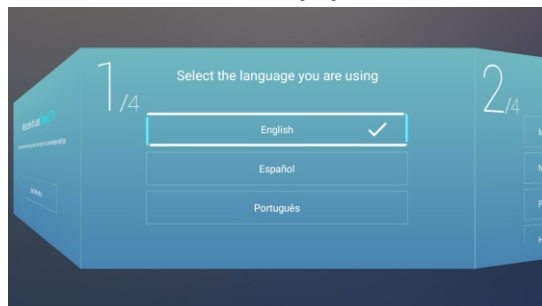 1/4
Select the language you are using
English
Español
Português
2/4
M
N
P
H